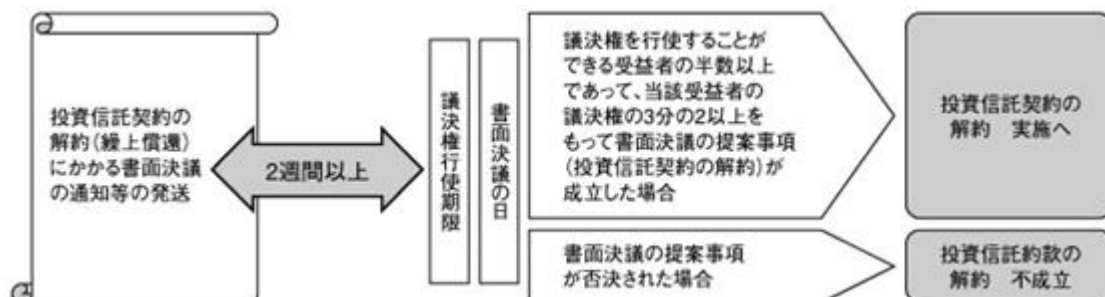 投資信託契約の
解約(繰上償還)
にかかる書面決議
の通知等の発送
2週間以上
議決権行使期限
書面決議の日
議決権を行使することが
できる受益者の半数以上
であって、当該受益者の
議決権の3分の2以上を
もって書面決議の提案事項
(投資信託契約の解約)が
成立した場合
投資信託契約の
解約 実施へ
書面決議の提案事項
が否決された場合
投資信託約款の
解約 不成立